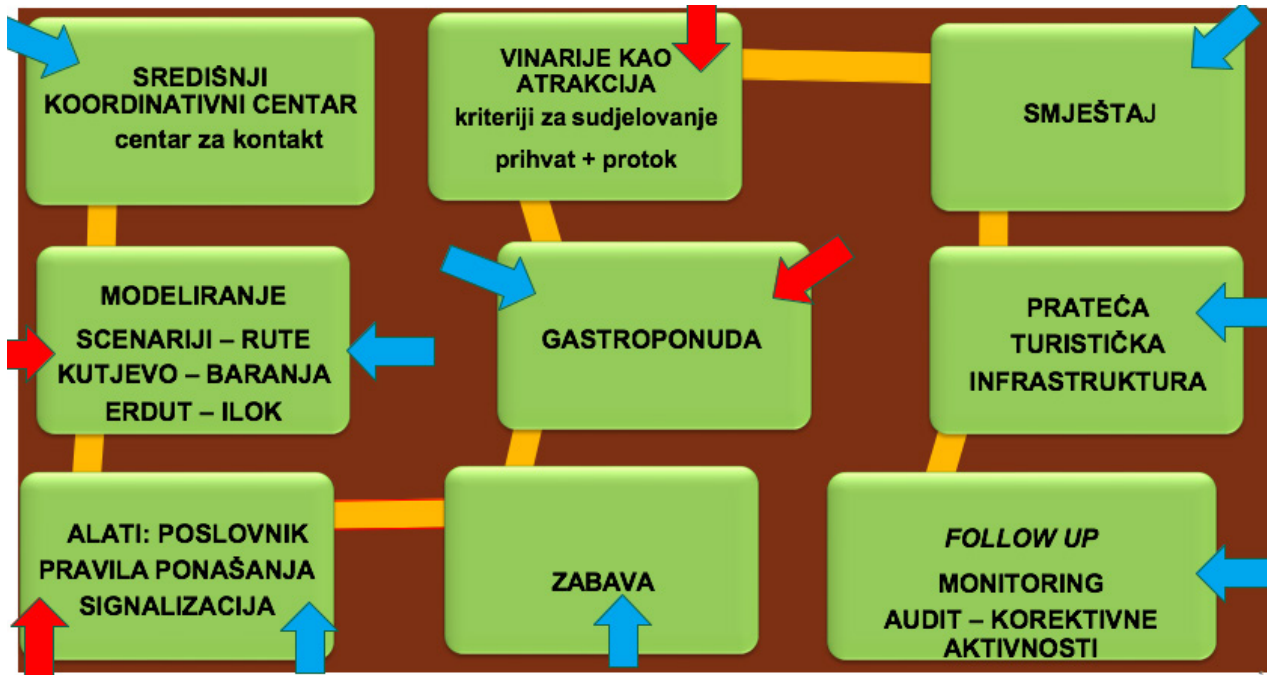 SREDIŠNJI
KOORDINATIVNI CENTAR
centar za kontakt
VINARIJE KAO
ATRAKCIJA
kriteriji za sudjelovanje
prihvat + protok
SMJEŠTAJ
MODELIRANJE
SCENARIJI – RUTE
KUTJEVO – BARANJA
ERDUT – ILOK
GASTROPONUDA
PRATEĆA
TURISTIČKA
INFRASTRUKTURA
ALATI: POSLOVNIK
PRAVILA PONAŠANJA
SIGNALIZACIJA
ZABAVA
FOLLOW UP
MONITORING
AUDIT – KOREKTIVNE
AKTIVNOSTI